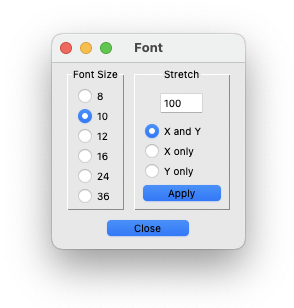 Font
Font Size
8
10
12
16
24
36
Stretch
100
X and Y
X only
Y only
Apply
Close